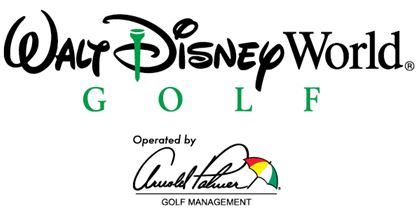 Walt Disney World®
GOLF
Operated by
Arnold Palmer®
GOLF MANAGEMENT